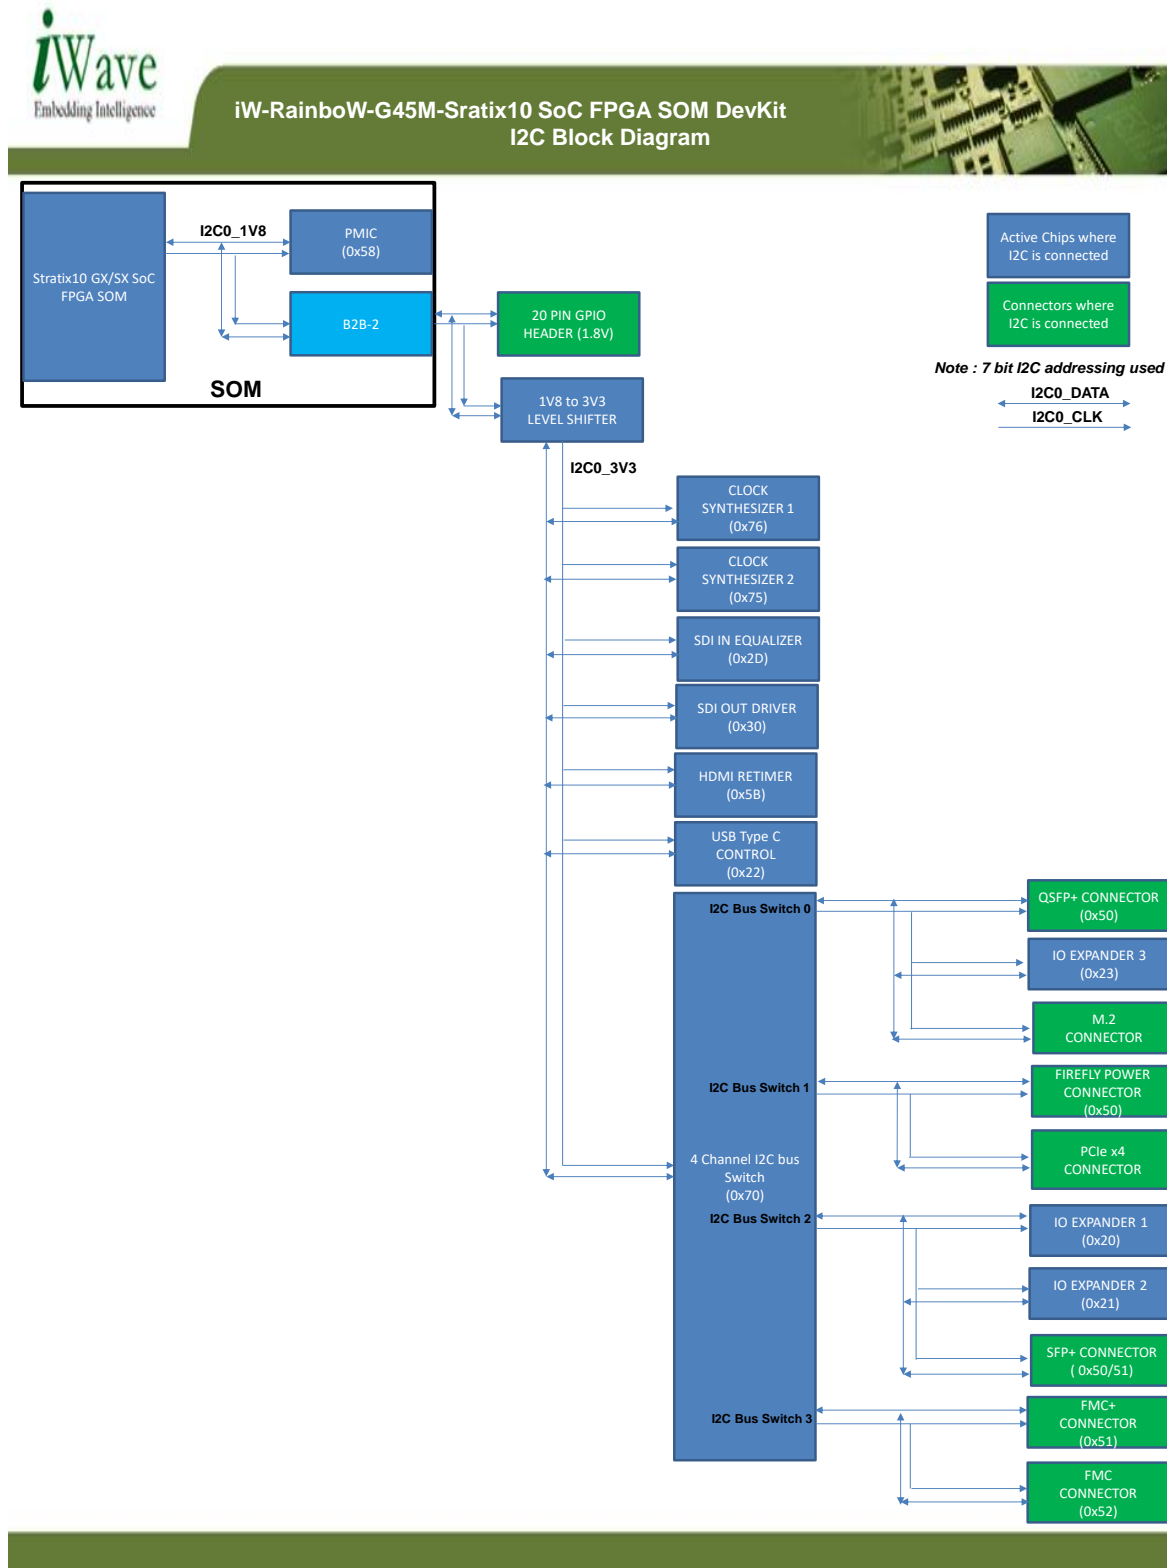 iWave
Embedding Intelligence
iW-RainboW-G45M-Sratix10 SoC FPGA SOM DevKit
I2C Block Diagram
Stratix10 GX/SX SoC
FPGA SOM
I2C0_1V8
PMIC
(0x58)
B2B-2
SOM
20 PIN GPIO
HEADER (1.8V)
1V8 to 3V3
LEVEL SHIFTER
Active Chips where
I2C is connected
Connectors where
I2C is connected
Note : 7 bit I2C addressing used
I2C0_DATA
I2C0_CLK
I2C0_3V3
CLOCK
SYNTHESIZER 1
(0x76)
CLOCK
SYNTHESIZER 2
(0x75)
SDI IN EQUALIZER
(0x2D)
SDI OUT DRIVER
(0x30)
HDMI RETIMER
(0x5B)
USB Type C
CONTROL
(0x22)
I2C Bus Switch 0
I2C Bus Switch 1
4 Channel I2C bus
Switch
(0x70)
I2C Bus Switch 2
I2C Bus Switch 3
QSFP+ CONNECTOR
(0x50)
IO EXPANDER 3
(0x23)
M.2
CONNECTOR
FIREFLY POWER
CONNECTOR
(0x50)
PCIe x4
CONNECTOR
IO EXPANDER 1
(0x20)
IO EXPANDER 2
(0x21)
SFP+ CONNECTOR
( 0x50/51)
FMC+
CONNECTOR
(0x51)
FMC
CONNECTOR
(0x52)